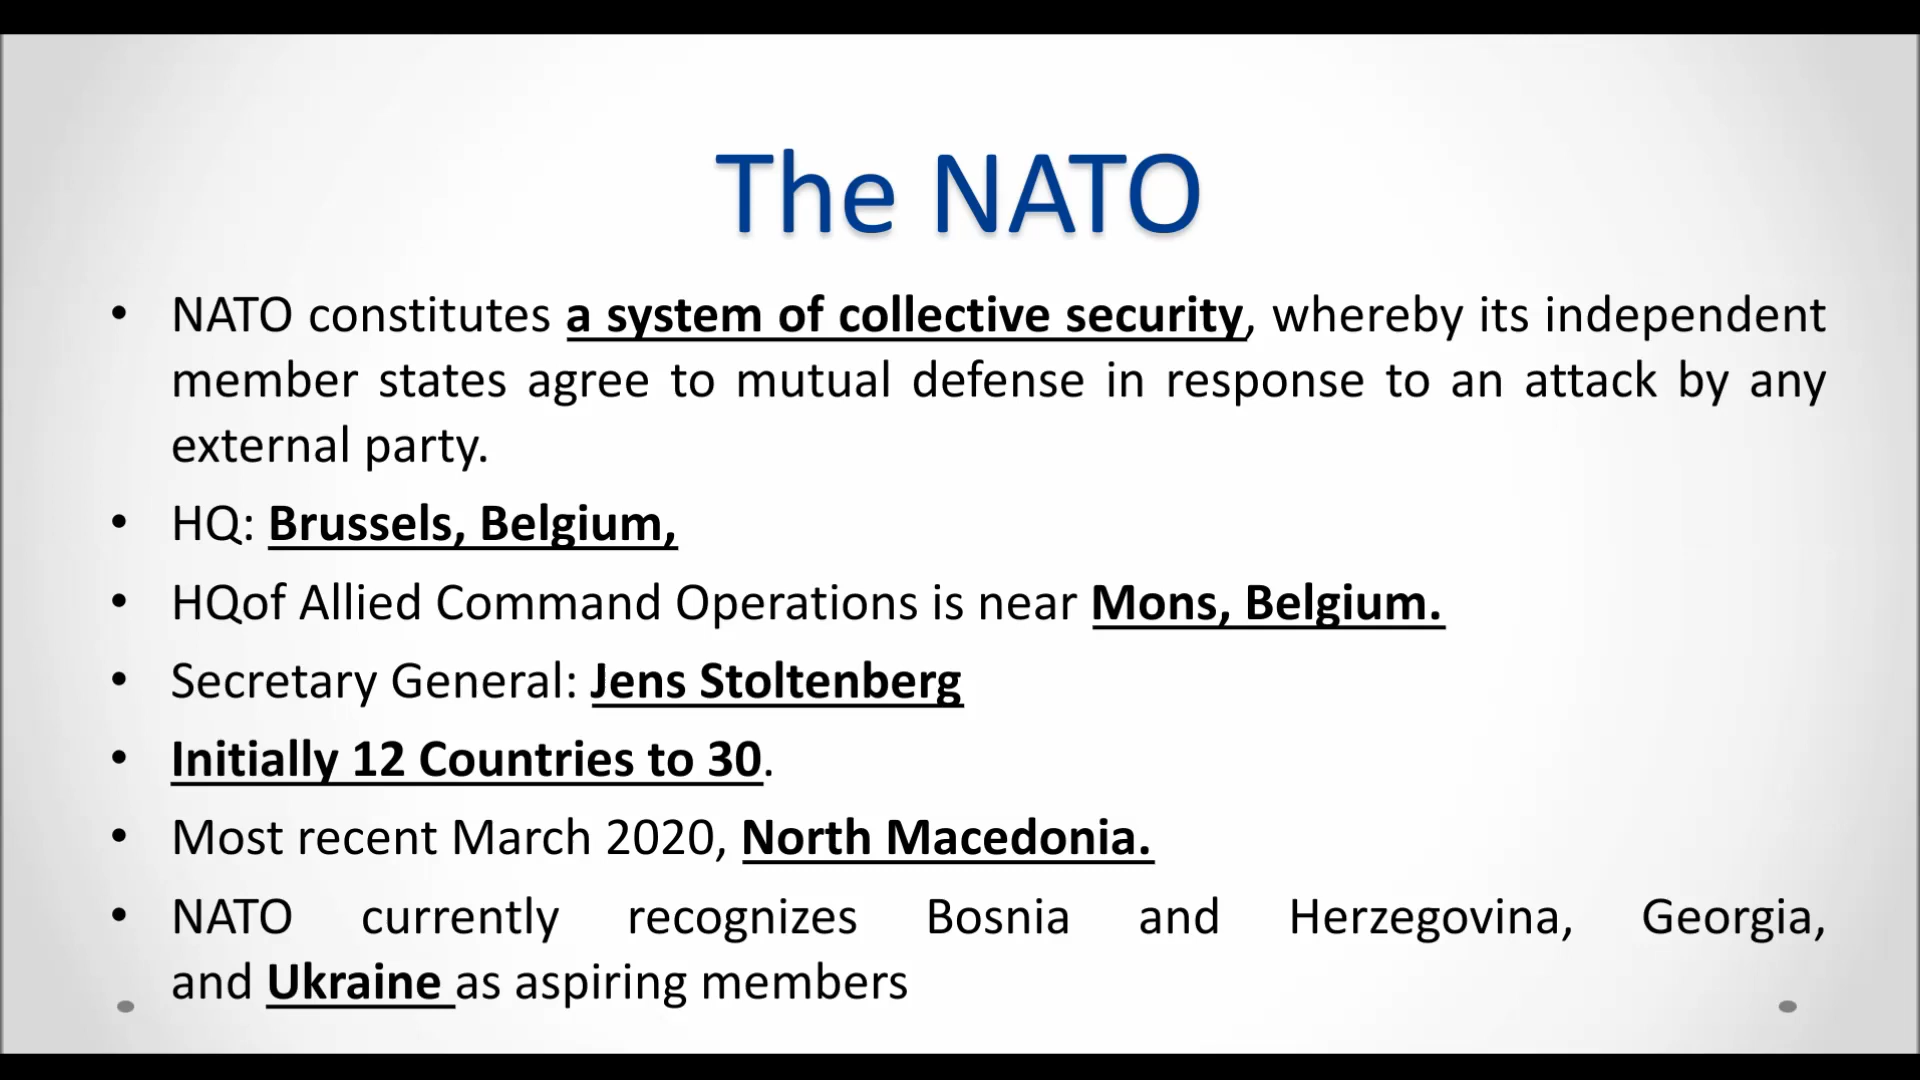 The NATO
• NATO constitutes a system of collective security, whereby its independent
member states agree to mutual defense in response to an attack by any
external party.
• HQ: Brussels, Belgium,
• HQof Allied Command Operations is near Mons, Belgium.
• Secretary General: Jens Stoltenberg
• Initially 12 Countries to 30.
• Most recent March 2020, North Macedonia.
• NATO currently recognizes Bosnia and Herzegovina, Georgia,
and Ukraine as aspiring members